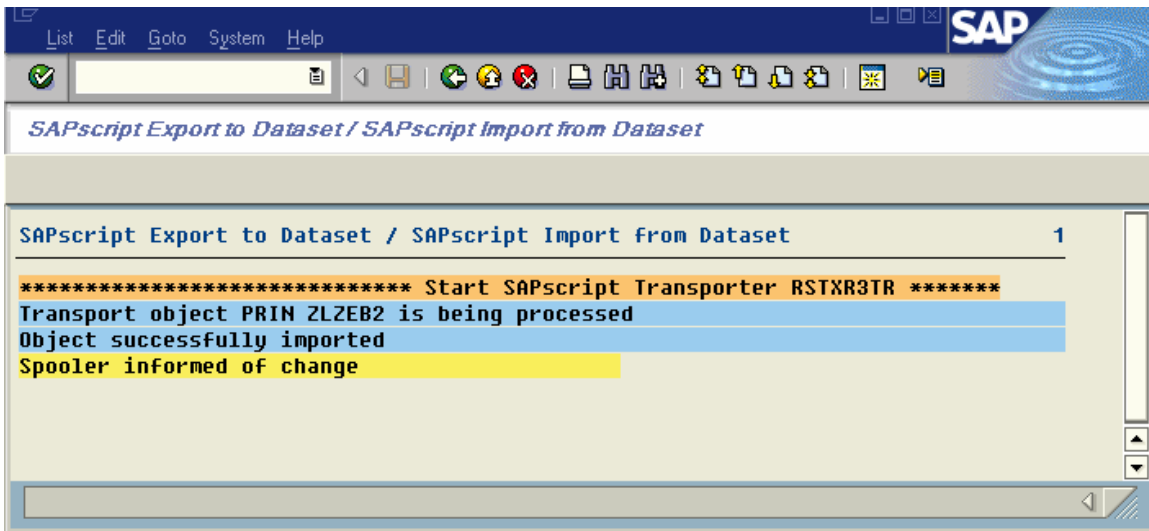 List Edit Goto System Help
SAP
SAPscript Export to Dataset / SAPscript Import from Dataset
SAPscript Export to Dataset / SAPscript Import from Dataset 1
****************************** Start SAPscript Transporter RSTXR3TR *******
Transport object PRIN ZLZEB2 is being processed
Object successfully imported
Spooler informed of change